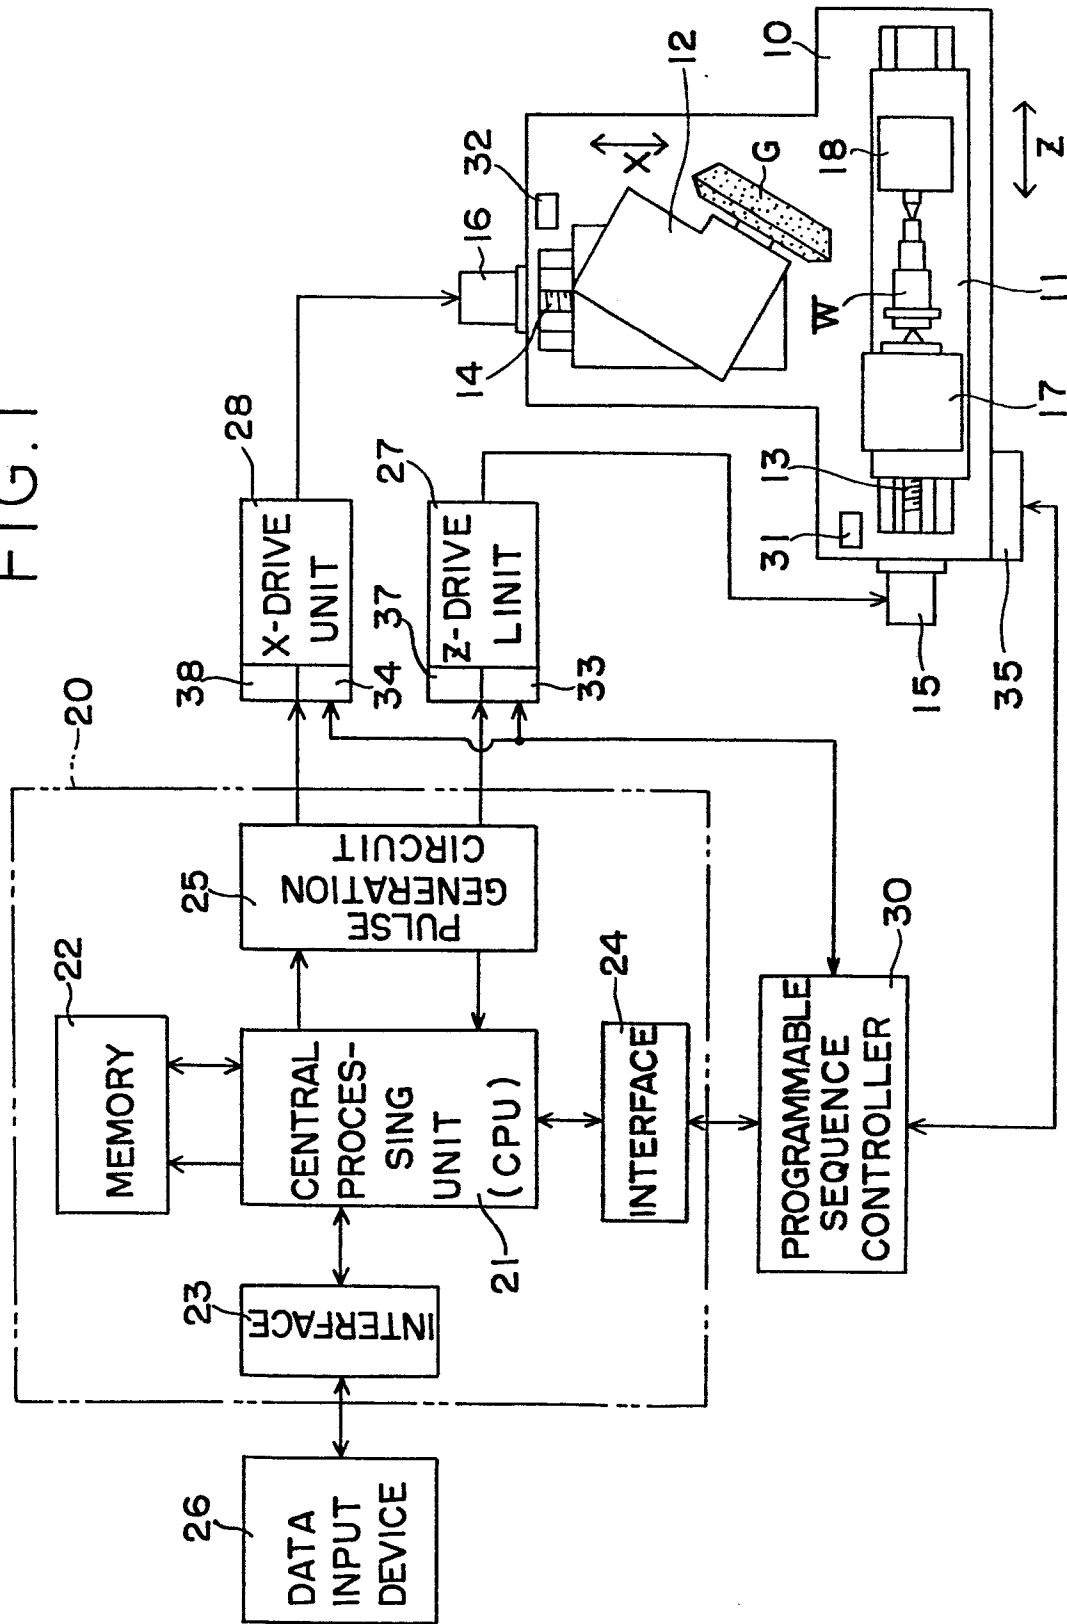 FIG. 1
20
22
MEMORY
26
DATA
INPUT
DEVICE
23
INTERFACE
CENTRAL
PROCES-
SING
UNIT
(CPU)
21
25
PULSE
GENERATION
CIRCUIT
24
INTERFACE
38
X-DRIVE
UNIT
28
34
37
Z-DRIVE
LINIT
27
33
30
PROGRAMMABLE
SEQUENCE
CONTROLLER
16
32
14
X
12
G
10
31
13
W
18
15
35
17
11
Z